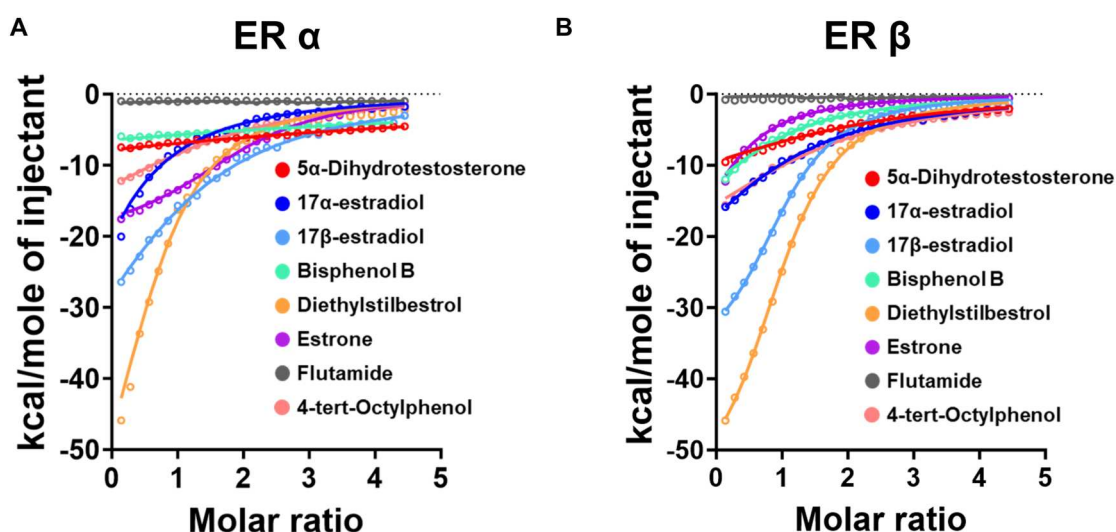 A
ER α
kcal/mole of injectant
0
-10
-20
-30
-40
-50
0 1 2 3 4 5
Molar ratio
5α-Dihydrotestosterone
17α-estradiol
17β-estradiol
Bisphenol B
Diethylstilbestrol
Estrone
Flutamide
4-tert-Octylphenol
B
ER β
kcal/mole of injectant
0
-10
-20
-30
-40
-50
0 1 2 3 4 5
Molar ratio
5α-Dihydrotestosterone
17α-estradiol
17β-estradiol
Bisphenol B
Diethylstilbestrol
Estrone
Flutamide
4-tert-Octylphenol